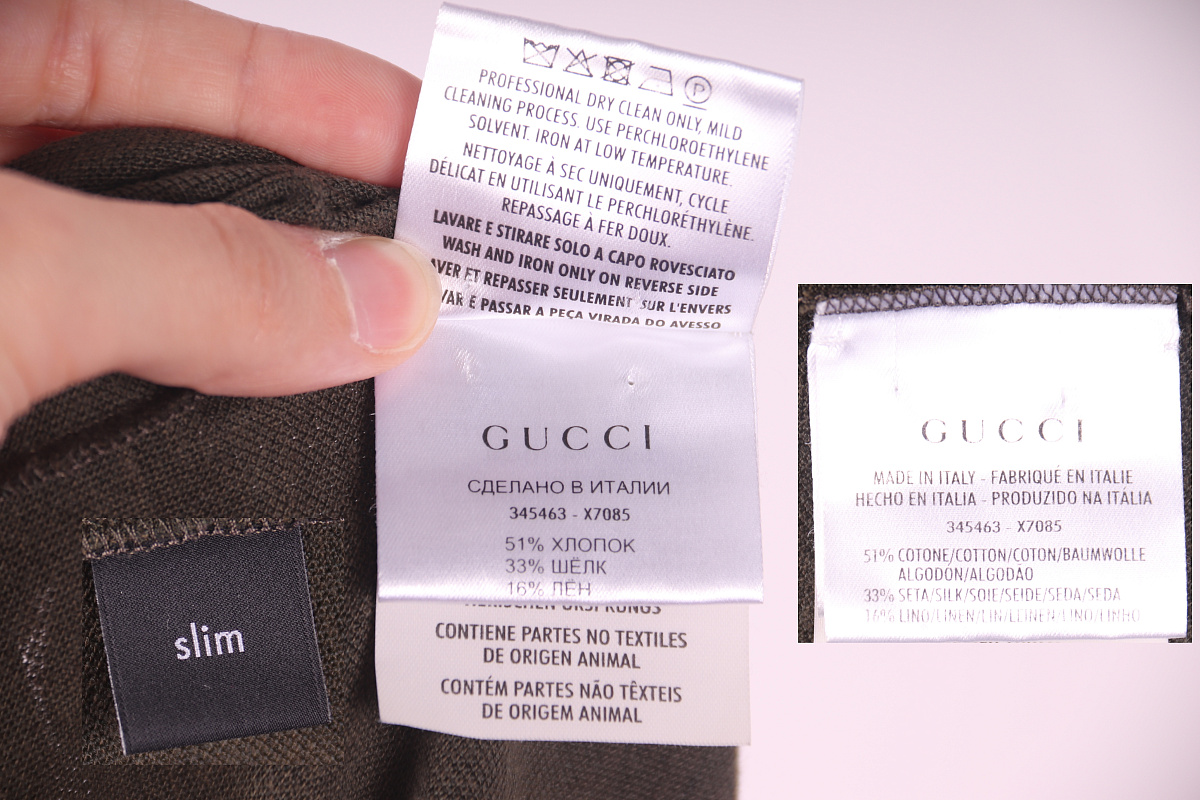 P
PROFESSIONAL DRY CLEAN ONLY, MILD
CLEANING PROCESS. USE PERCHLOROETHYLENE
SOLVENT. IRON AT LOW TEMPERATURE.
NETTOYAGE À SEC UNIQUEMENT, CYCLE
DÉLICAT EN UTILISANT LE PERCHLORÉTHYLÈNE.
REPASSAGE À FER DOUX.
LAVARE E STIRARE SOLO A CAPO ROVESCIATO
WASH AND IRON ONLY ON REVERSE SIDE
AVER ET REPASSER SEULEMENT SUR L'ENVERS
VAR E PASSAR A PEÇA VIRADA DO AVESSO
GUCCI
СДЕЛАНО В ИТАЛИИ
345463 - X7085
51% ХЛОПОК
33% ШЁЛК
16% ЛЁН
URSPRUNGS
CONTIENE PARTES NO TEXTILES
DE ORIGEN ANIMAL
CONTÉM PARTES NÃO TÊXTEIS
DE ORIGEM ANIMAL
slim
GUCCI
MADE IN ITALY - FABRIQUÉ EN ITALIE
HECHO EN ITALIA - PRODUZIDO NA ITÁLIA
345463 - X7085
51% COTONE/COTTON/COTON/BAUMWOLLE
ALGODÓN/ALGODÃO
33% SETA/SILK/SOIE/SEIDE/SEDA/SEDA
16% LINO/LINEN/LIN/LEINEN/LINO/LINHO